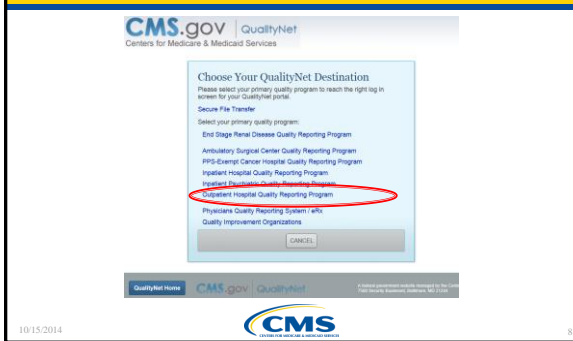 CMS.gov | QualityNet
Centers for Medicare & Medicaid Services
Choose Your QualityNet Destination
Please select your primary quality program to reach the right log in
screen for your QualityNet portal.
Secure File Transfer
Select your primary quality program:
End Stage Renal Disease Quality Reporting Program
Ambulatory Surgical Center Quality Reporting Program
PPS-Exempt Cancer Hospital Quality Reporting Program
Inpatient Hospital Quality Reporting Program
Inpatient Psychiatric Quality Reporting Program
Outpatient Hospital Quality Reporting Program
Physicians Quality Reporting System / eRx
Quality Improvement Organizations
CANCEL
QualityNet Home CMS.gov | QualityNet
10/15/2014
CMS
CENTERS FOR MEDICARE & MEDICAID SERVICES
8